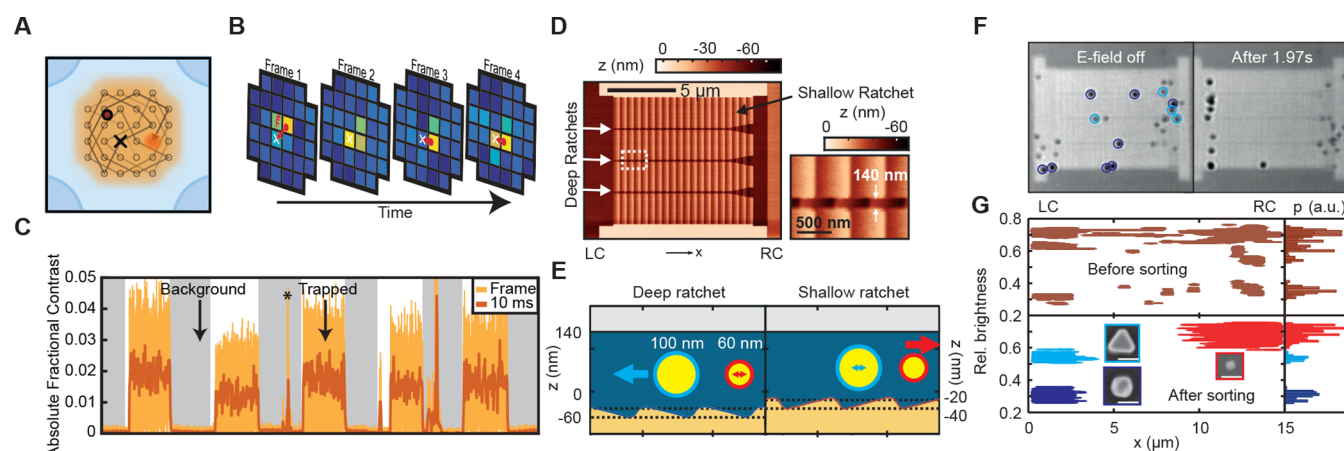 A
B
Frame 1
Frame 2
Frame 3
Frame 4
X
X
X
X
Time
C
Absolute Fractional Contrast
0.05
0.04
0.03
0.02
0.01
0
Background
*
Trapped
Frame
10 ms
D
0 -30 -60
z (nm)
5 µm
Shallow Ratchet
z (nm)
0 -60
Deep Ratchets
140 nm
500 nm
LC
x
RC
E
Deep ratchet
Shallow ratchet
z (nm)
140
0
-60
100 nm
60 nm
z (nm)
-20
-40
F
E-field off
After 1.97s
G
LC
RC
p (a.u.)
Rel. brightness
0.8
0.6
0.4
0.2
0.6
0.4
0.2
Before sorting
After sorting
0
5
10
15
x (µm)